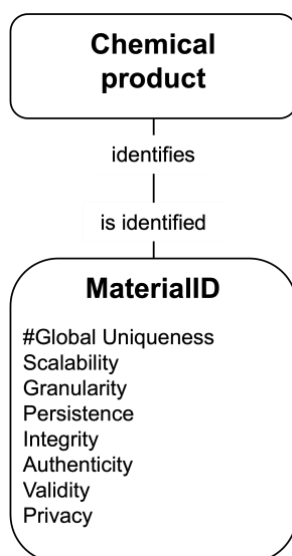 Chemical
product
identifies
is identified
MaterialID
#Global Uniqueness
Scalability
Granularity
Persistence
Integrity
Authenticity
Validity
Privacy